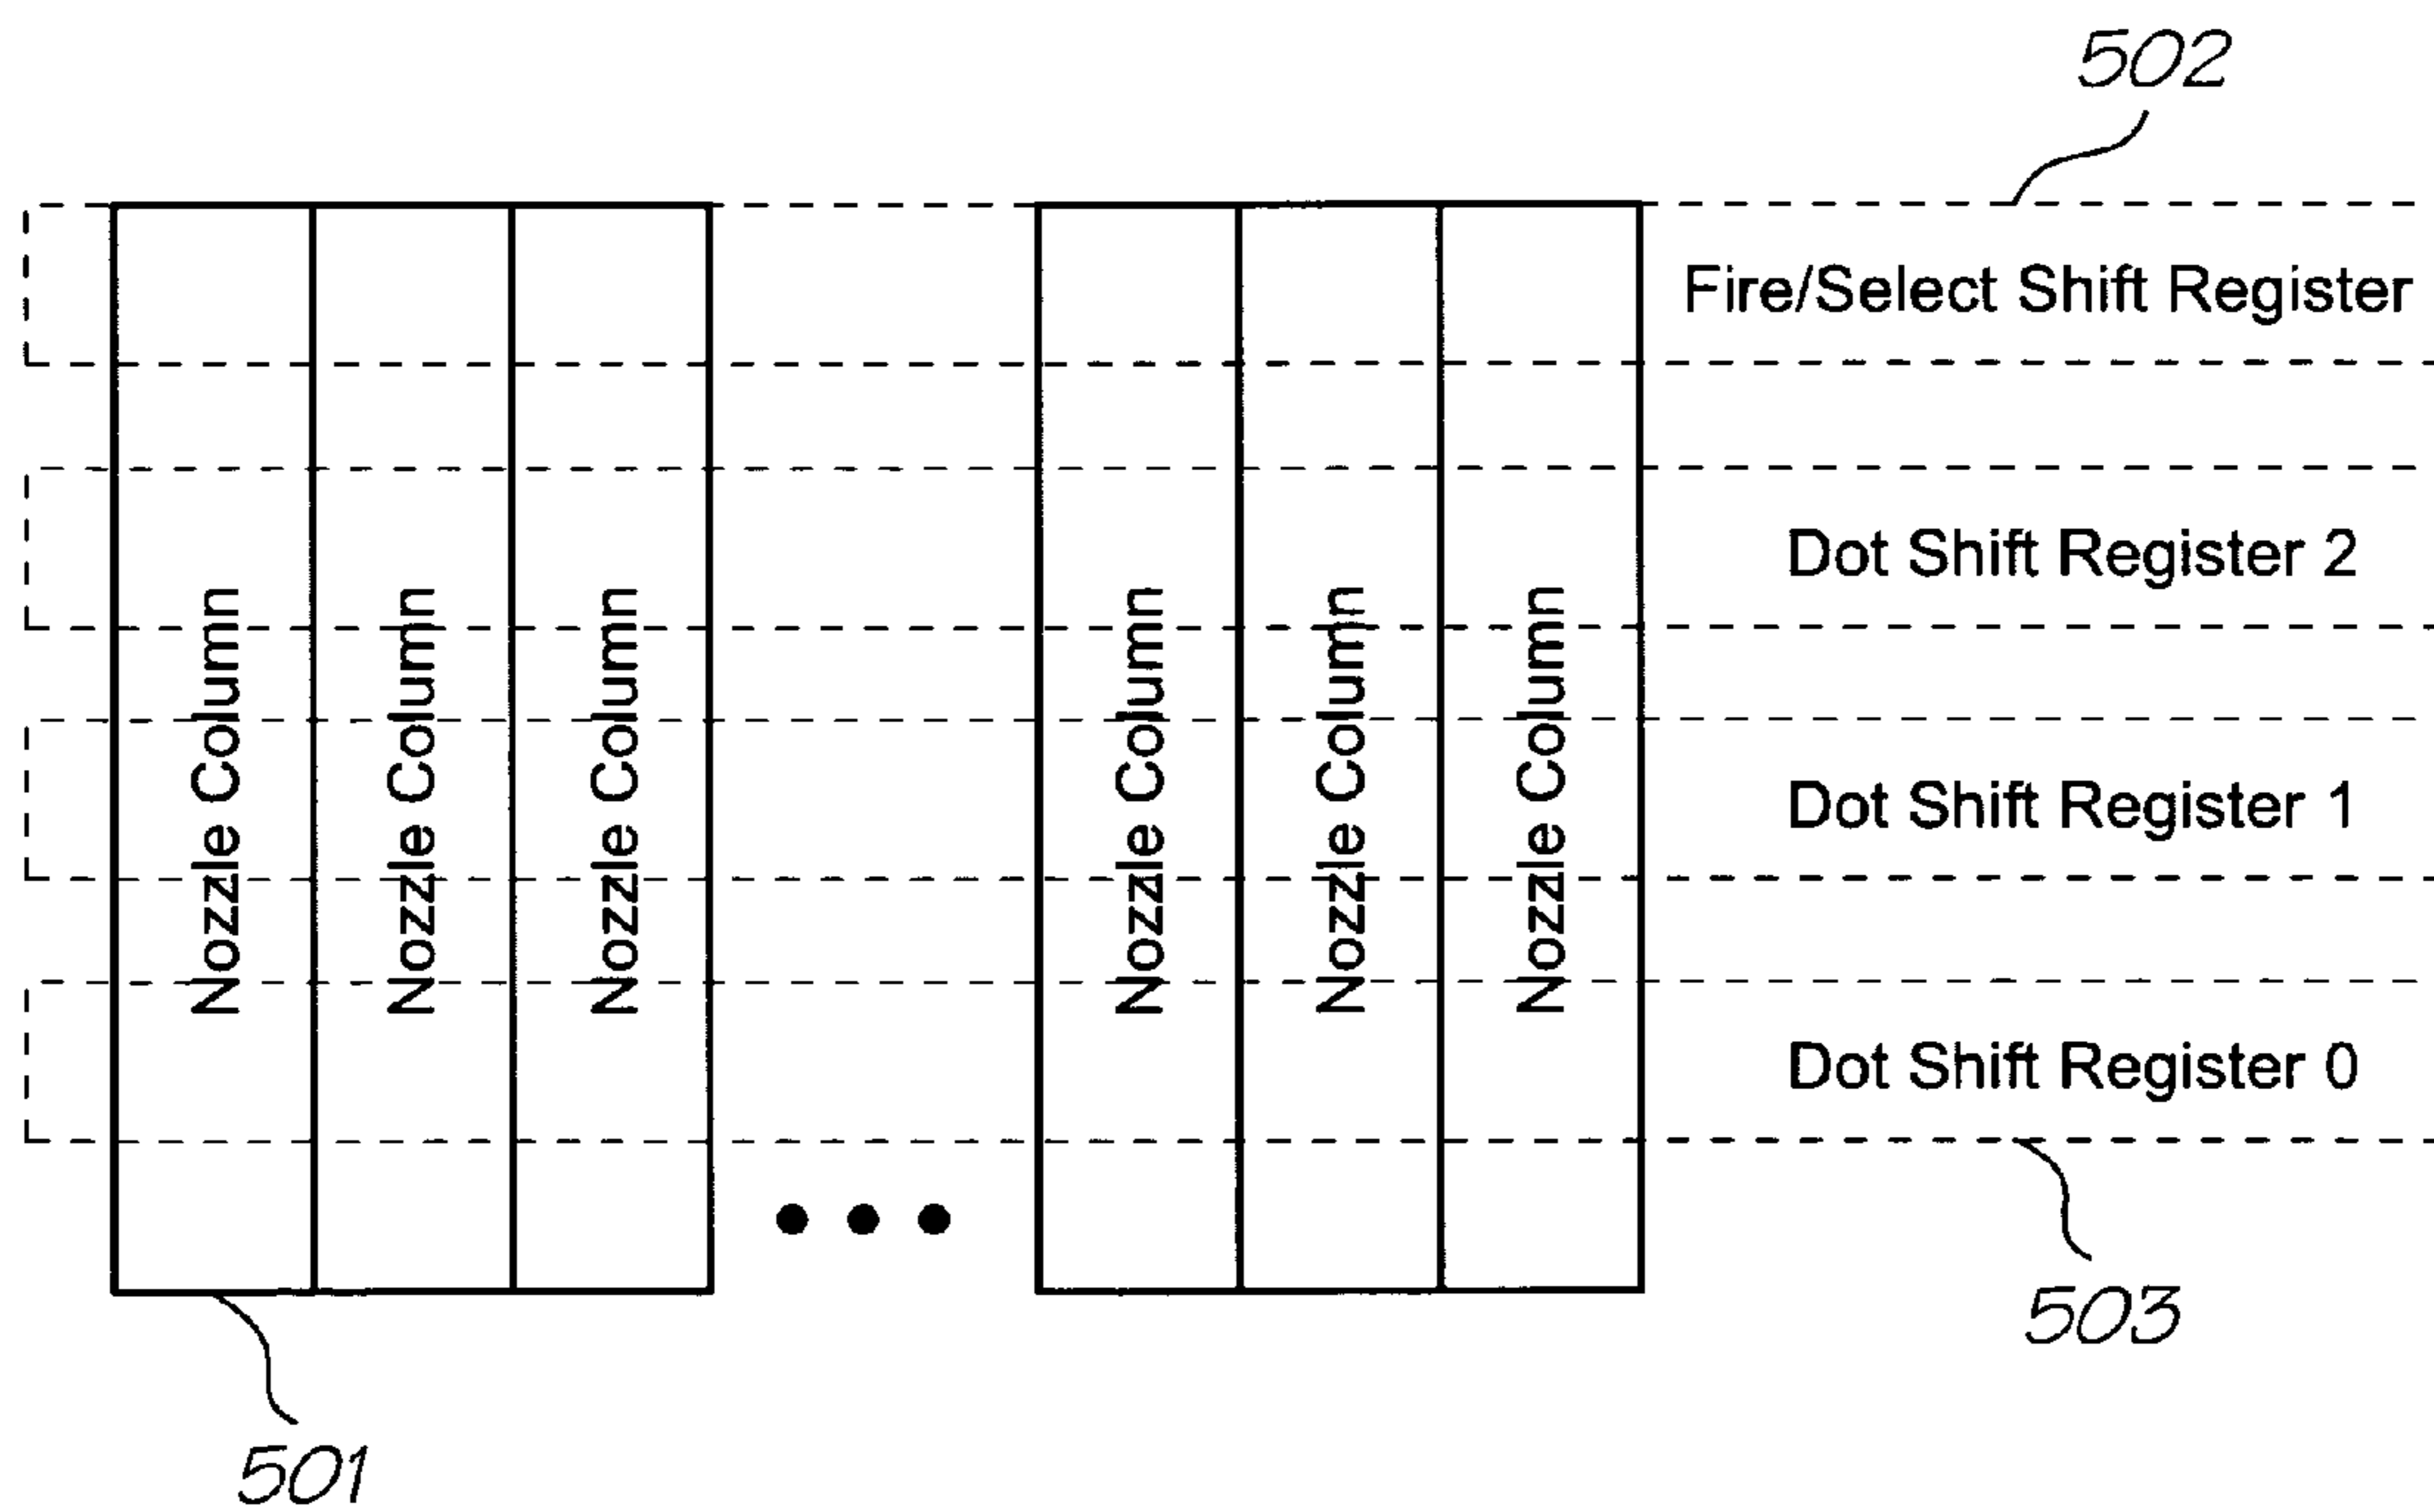 502
Fire/Select Shift Register
Dot Shift Register 2
Nozzle Column
Nozzle Column
Nozzle Column
Nozzle Column
Nozzle Column
Nozzle Column
Dot Shift Register 1
Dot Shift Register 0
503
501